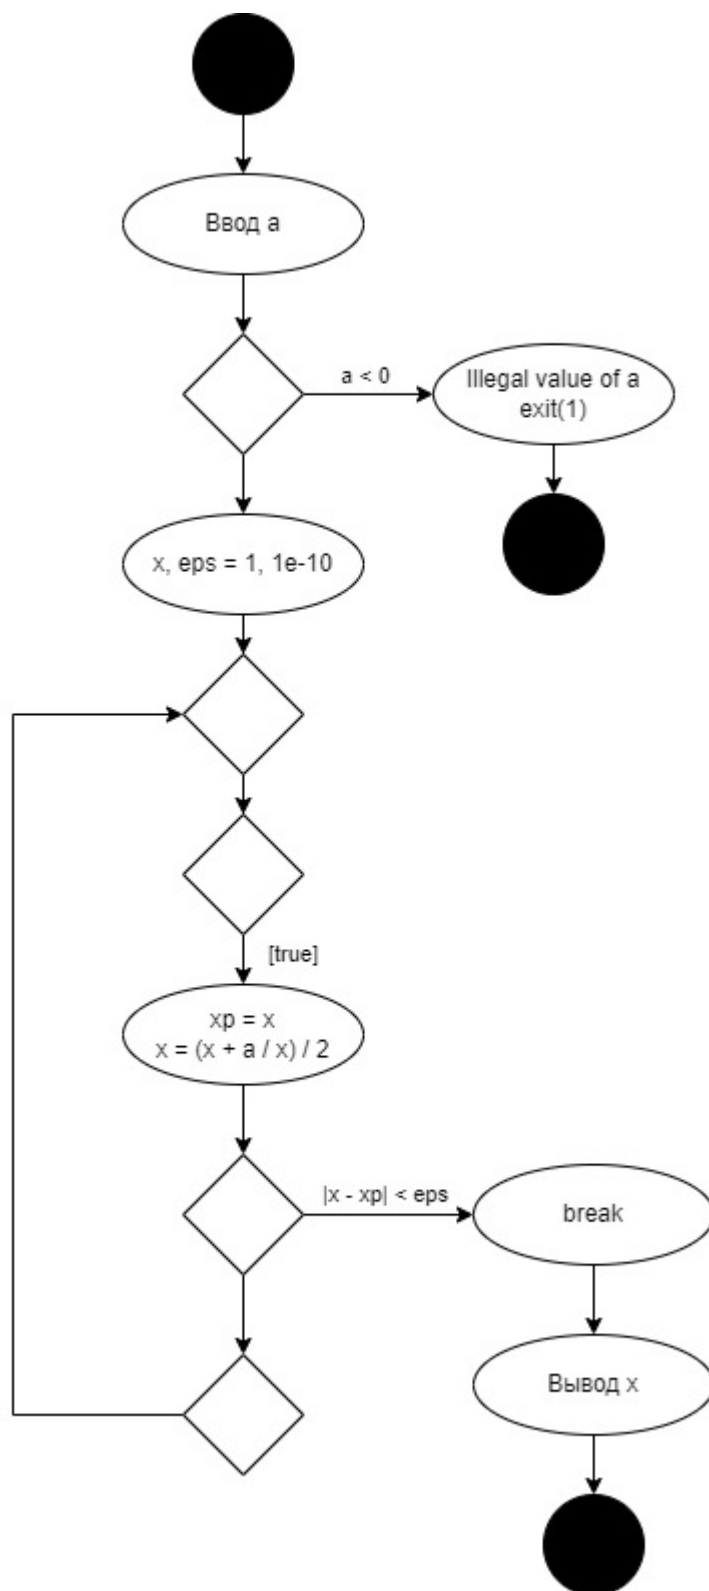 Ввод a
a < 0
Illegal value of a
exit(1)
x, eps = 1, 1e-10
[true]
xp = x
x = (x + a / x) / 2
|x - xp| < eps
break
Вывод x